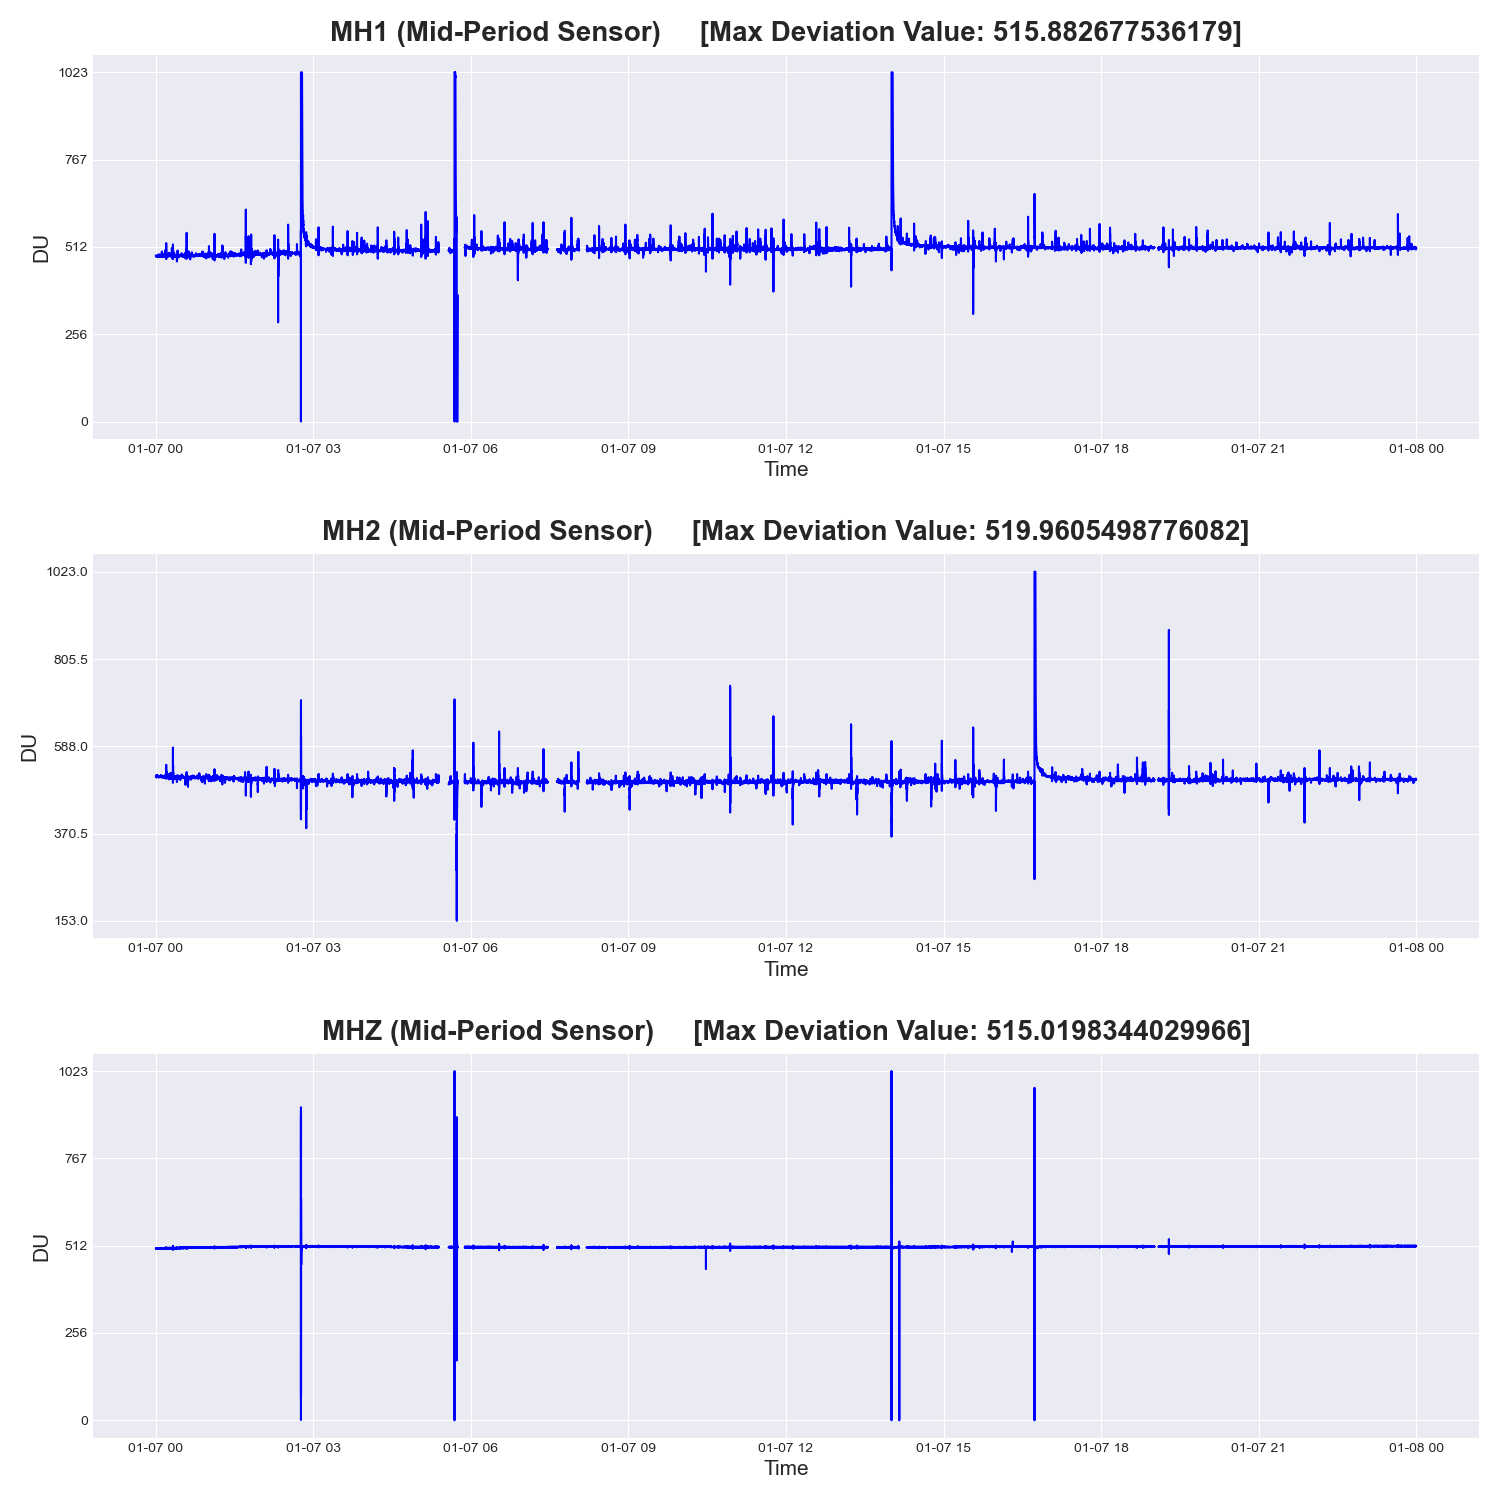 MH1 (Mid-Period Sensor) [Max Deviation Value: 515.882677536179]
1023
767
512
256
0
DU
01-07 00 01-07 03 01-07 06 01-07 09 01-07 12 01-07 15 01-07 18 01-07 21 01-08 00
Time
MH2 (Mid-Period Sensor) [Max Deviation Value: 519.9605498776082]
1023.0
805.5
588.0
370.5
153.0
DU
01-07 00 01-07 03 01-07 06 01-07 09 01-07 12 01-07 15 01-07 18 01-07 21 01-08 00
Time
MHZ (Mid-Period Sensor) [Max Deviation Value: 515.0198344029966]
1023
767
512
256
0
DU
01-07 00 01-07 03 01-07 06 01-07 09 01-07 12 01-07 15 01-07 18 01-07 21 01-08 00
Time